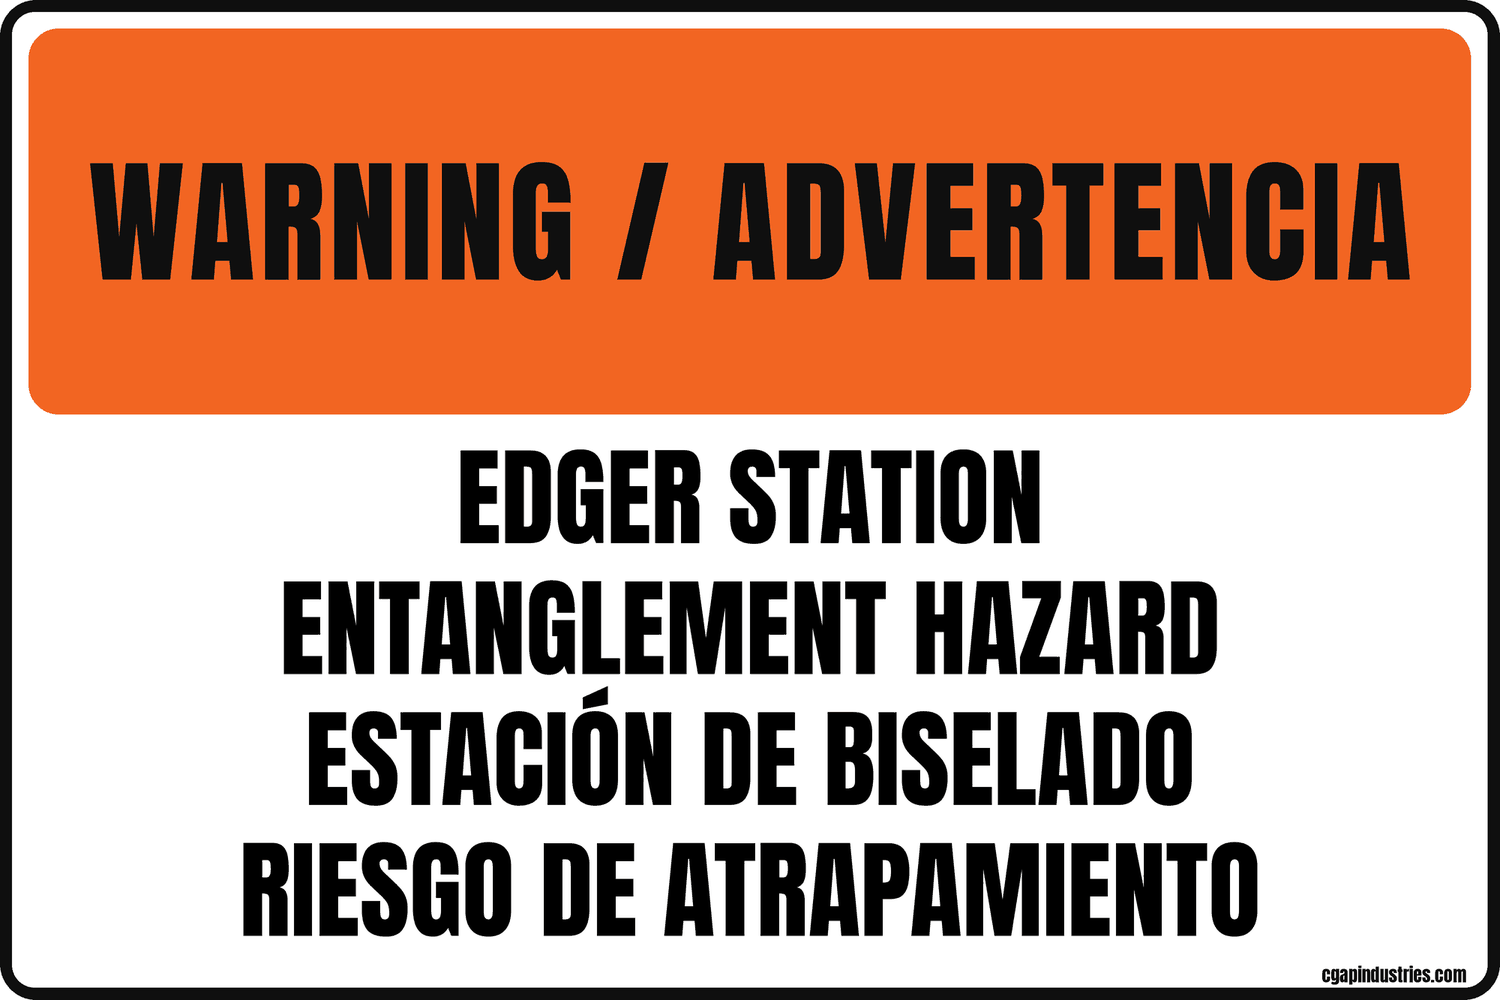 WARNING / ADVERTENCIA
EDGER STATION
ENTANGLEMENT HAZARD
ESTACIÓN DE BISELADO
RIESGO DE ATRAPAMIENTO
cgapindustries.com